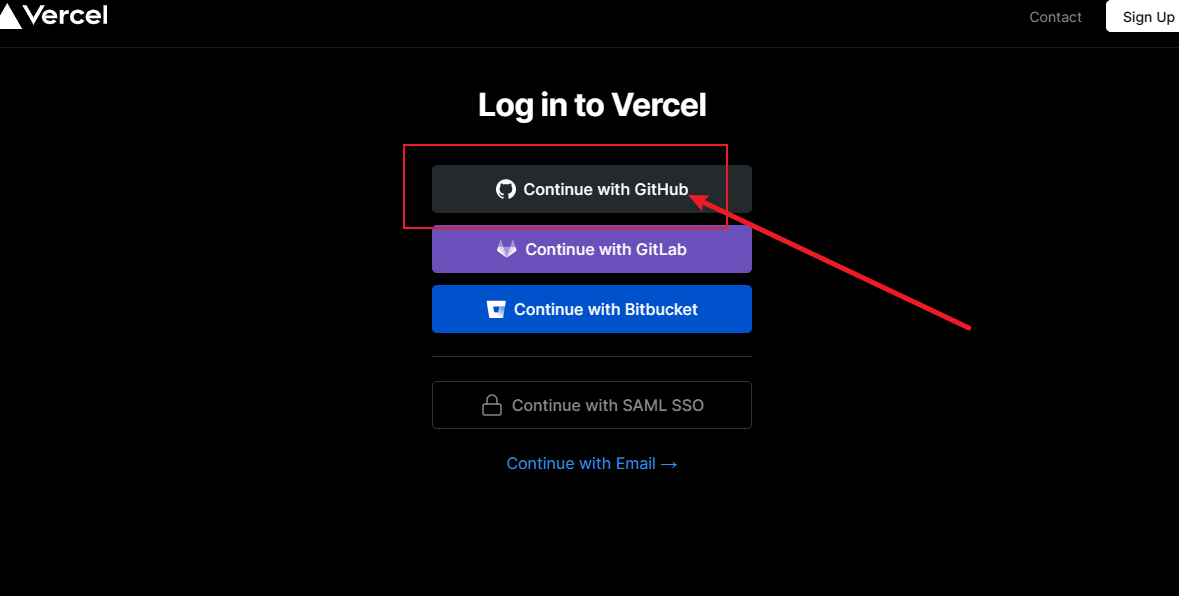 Vercel
Contact
Sign Up
Log in to Vercel
Continue with GitHub
Continue with GitLab
Continue with Bitbucket
Continue with SAML SSO
Continue with Email →